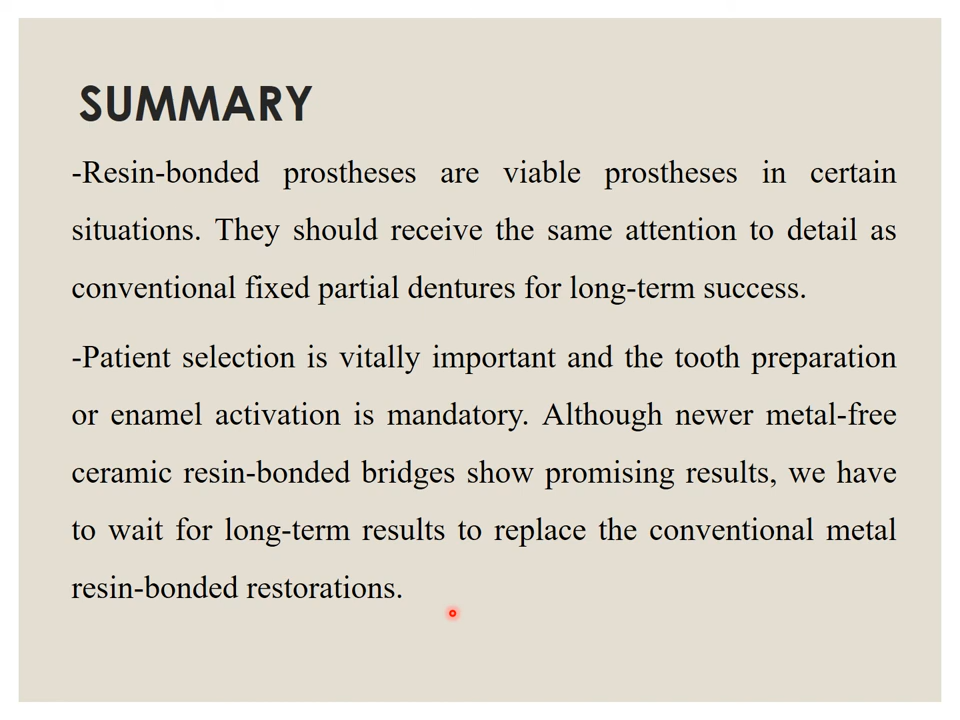 SUMMARY
-Resin-bonded prostheses are viable prostheses in certain
situations. They should receive the same attention to detail as
conventional fixed partial dentures for long-term success.
-Patient selection is vitally important and the tooth preparation
or enamel activation is mandatory. Although newer metal-free
ceramic resin-bonded bridges show promising results, we have
to wait for long-term results to replace the conventional metal
resin-bonded restorations.